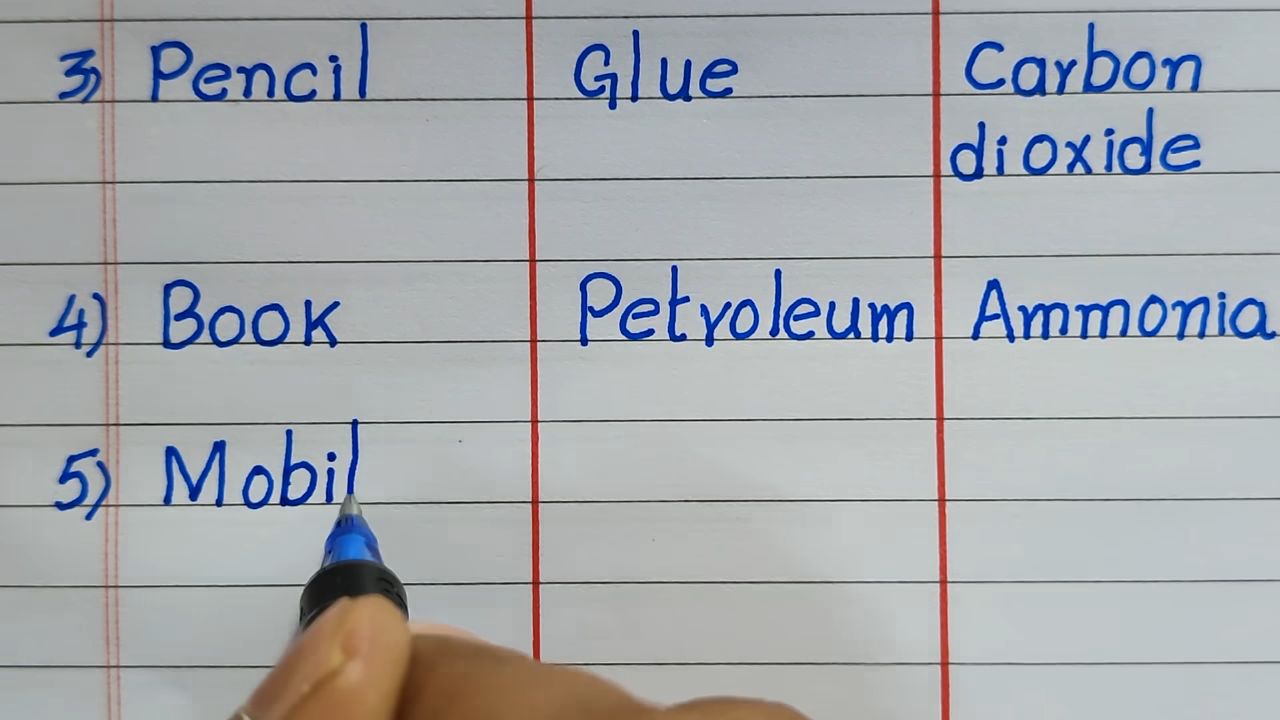 3) Pencil Glue Carbon
dioxide
4) Book Petroleum Ammonia
5) Mobil